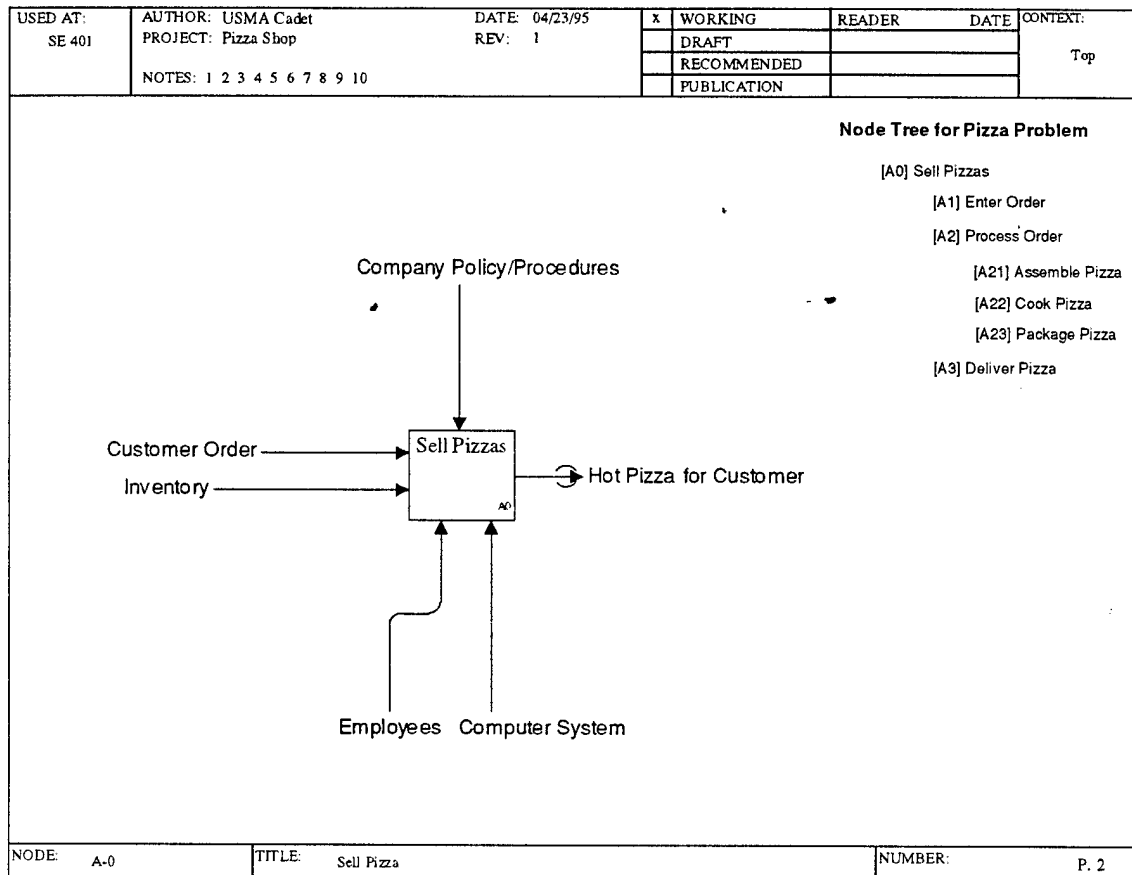 USED AT:
SE 401
AUTHOR: USMA Cadet
DATE: 04/23/95
PROJECT: Pizza Shop
REV: 1
NOTES: 1 2 3 4 5 6 7 8 9 10
X WORKING
DRAFT
RECOMMENDED
PUBLICATION
READER DATE
CONTEXT:
Top
Node Tree for Pizza Problem
[A0] Sell Pizzas
[A1] Enter Order
[A2] Process Order
[A21] Assemble Pizza
[A22] Cook Pizza
[A23] Package Pizza
[A3] Deliver Pizza
Company Policy/Procedures
Customer Order
Inventory
Sell Pizzas
A0
Hot Pizza for Customer
Employees
Computer System
NODE: A-0
TITLE: Sell Pizza
NUMBER: P. 2